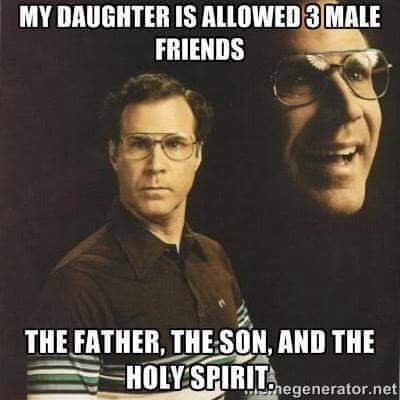 MY DAUGHTER IS ALLOWED 3 MALE
FRIENDS
THE FATHER, THE SON, AND THE
HOLY SPIRIT.
memegenerator.net